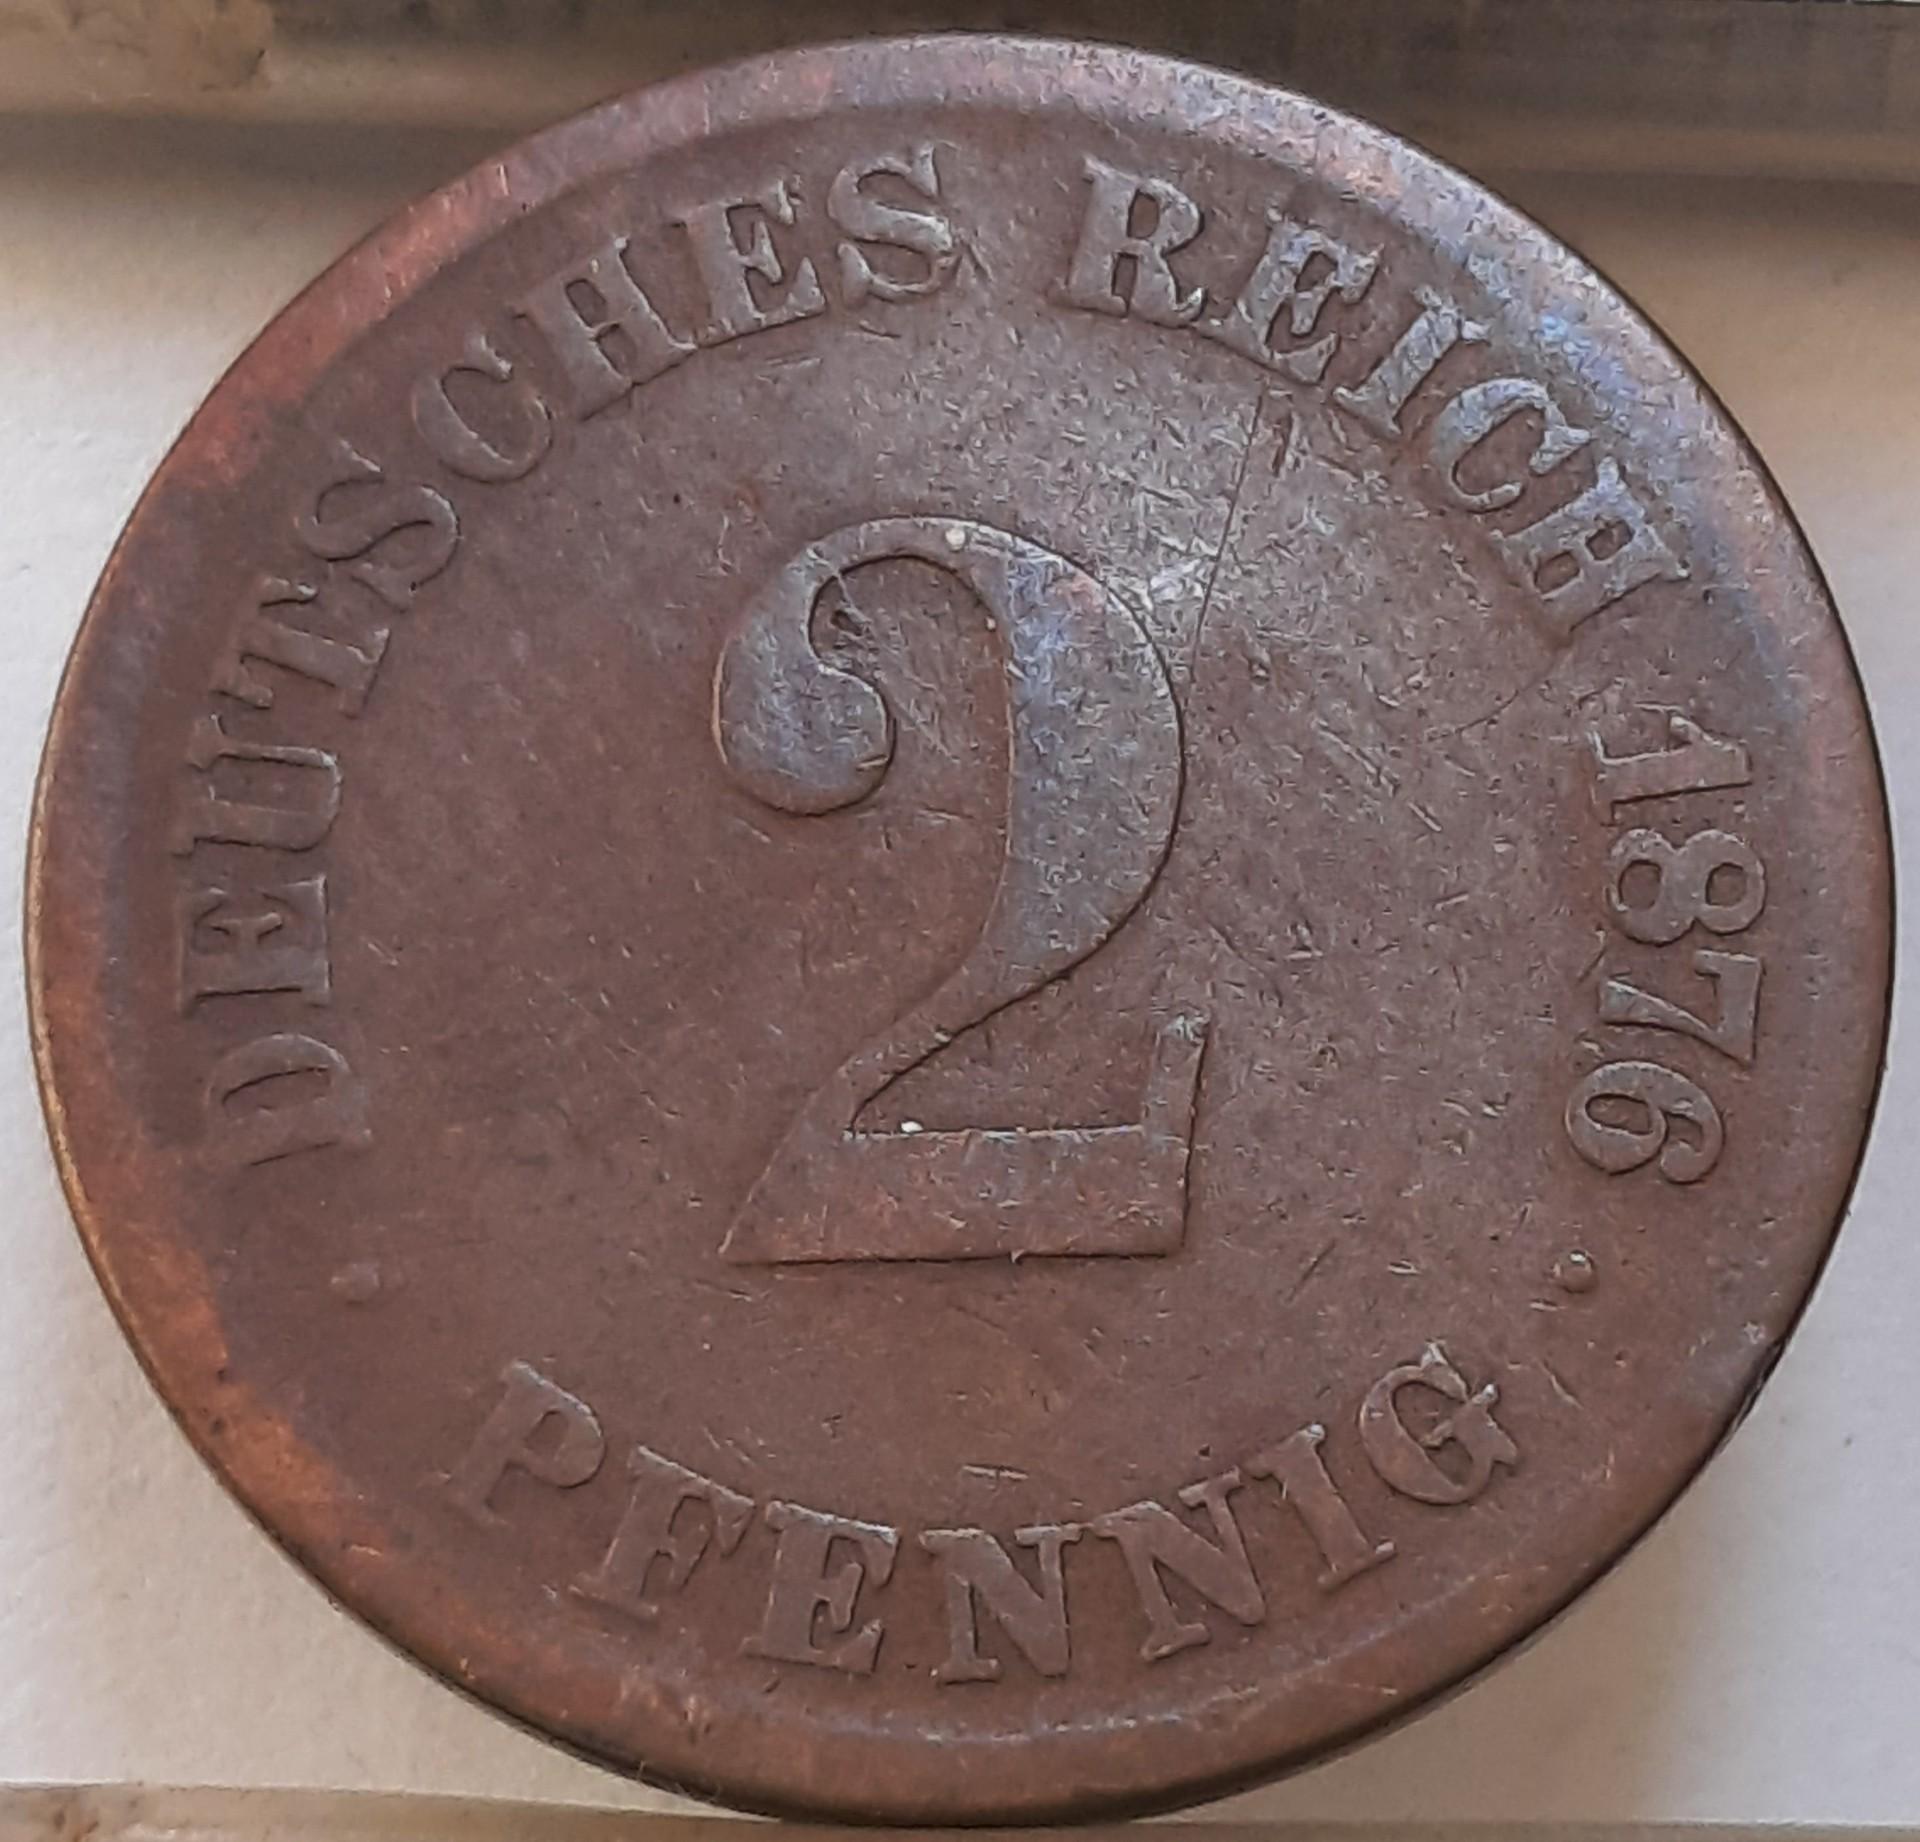 DEUTSCHES REICH 1876
2
PFENNIG